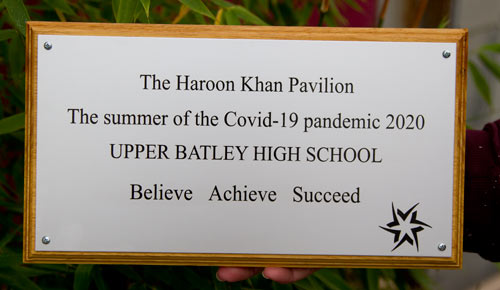 The Haroon Khan Pavilion
The summer of the Covid-19 pandemic 2020
UPPER BATLEY HIGH SCHOOL
Believe Achieve Succeed